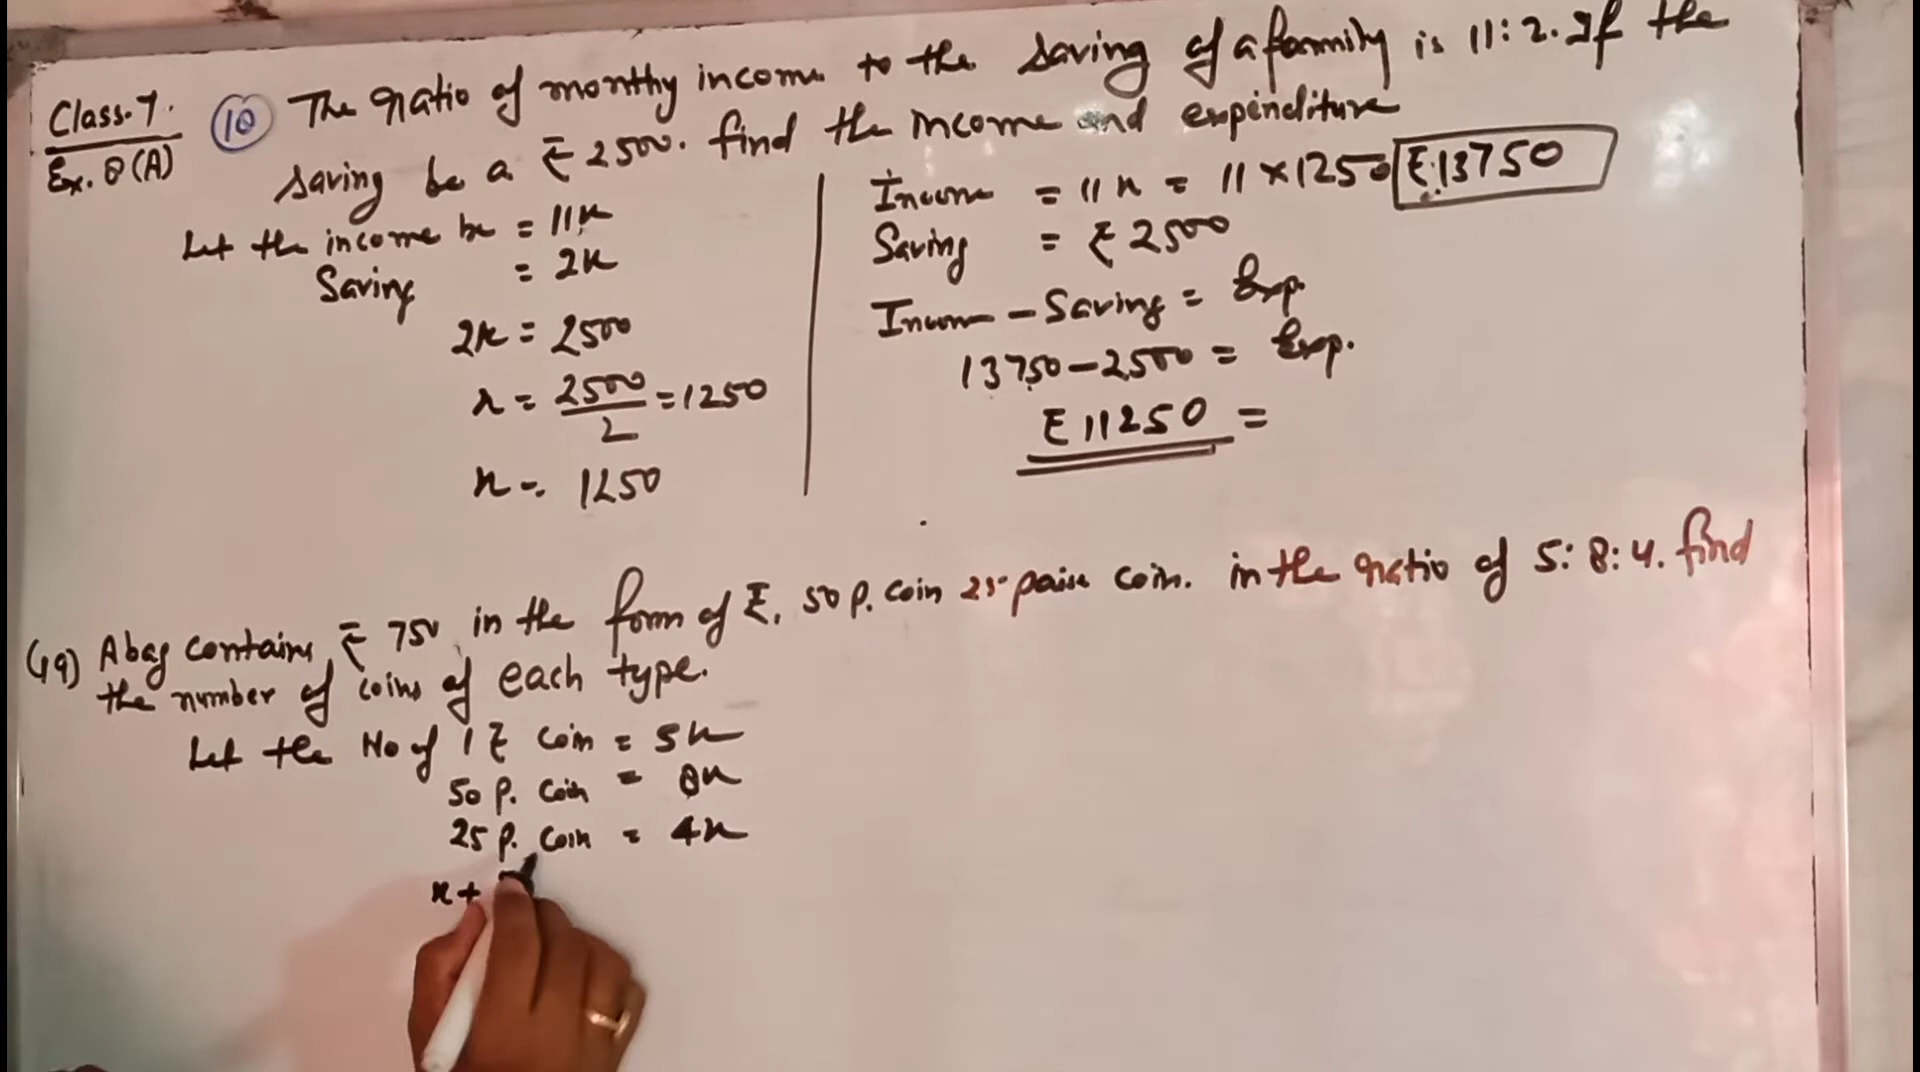 Class-7.
Ex. 8(A)
(10) The ratio of monthy income to the saving of a family is 11:2. If the
saving be a ₹ 2500. find the income and expenditure
Let the income be = 11x
Saving = 2x
2x = 2500
x = 2500/2 = 1250
x = 1250
Income = 11x = 11 × 1250 ₹.13750
Saving = ₹ 2500
Incom - Saving = Exp.
13750 - 2500 = Exp.
₹ 11250 =
(19) A bag contains ₹ 750 in the form of ₹. 50 p. coin 25 paise coin. in the ratio of 5:8:4. find
the number of coins of each type.
Let the No of 1 ₹ coin = 5x
50 p. coin = 8x
25 p. coin = 4x
x +